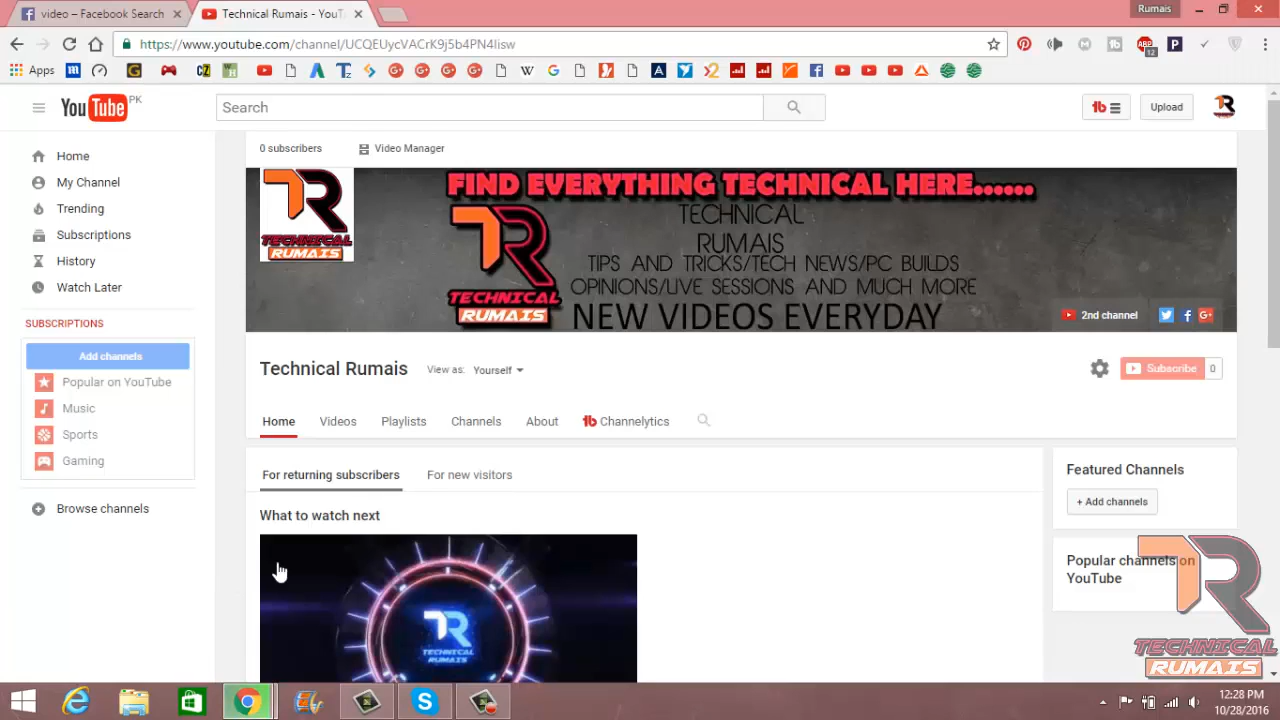 video – Facebook Search
Technical Rumais - YouT
Rumais
https://www.youtube.com/channel/UCQEUycVACrK9j5b4PN4lisw
Apps
YouTube PK
Search
Upload
Home
My Channel
Trending
Subscriptions
History
Watch Later
SUBSCRIPTIONS
Add channels
Popular on YouTube
Music
Sports
Gaming
Browse channels
0 subscribers
Video Manager
TECHNICAL
RUMAIS
FIND EVERYTHING TECHNICAL HERE......
TECHNICAL
RUMAIS
TIPS AND TRICKS/TECH NEWS/PC BUILDS
OPINIONS/LIVE SESSIONS AND MUCH MORE
NEW VIDEOS EVERYDAY
TECHNICAL
RUMAIS
2nd channel
Technical Rumais
View as: Yourself
Subscribe 0
Home Videos Playlists Channels About Channelytics
For returning subscribers
For new visitors
What to watch next
TECHNICAL
RUMAIS
Featured Channels
+ Add channels
Popular channels on
YouTube
TECHNICAL
RUMAIS
12:28 PM
10/28/2016